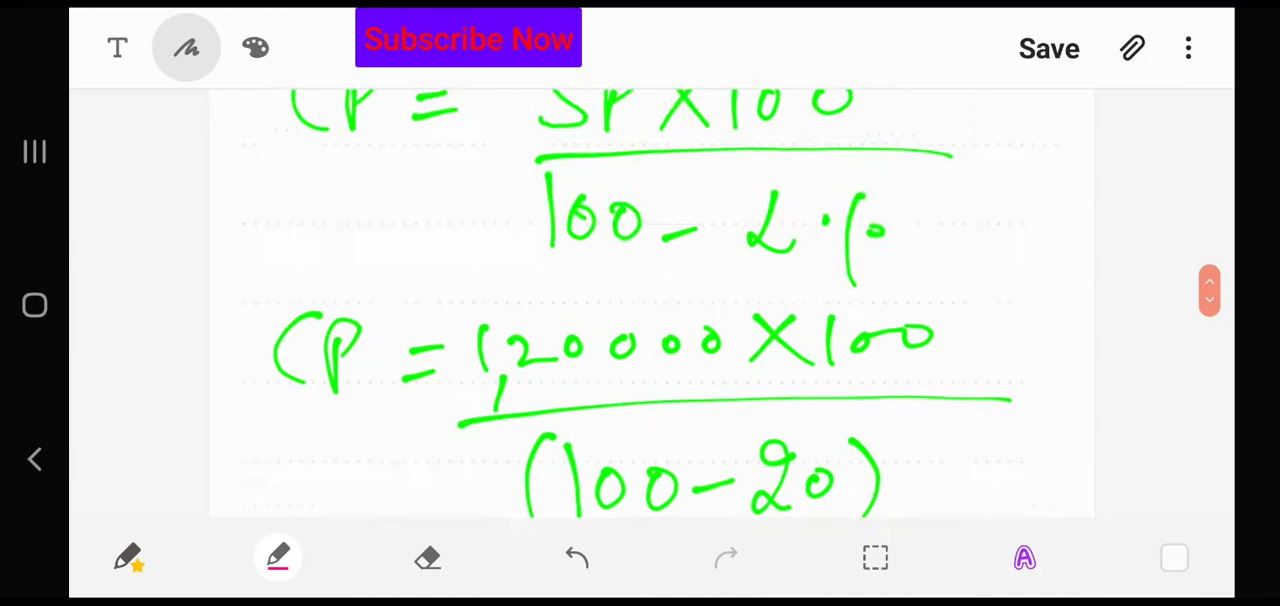 T
Subscribe Now
Save
CP = SP X 100
100 - L%
CP = 1,20000 X 100
(100 - 20)
A